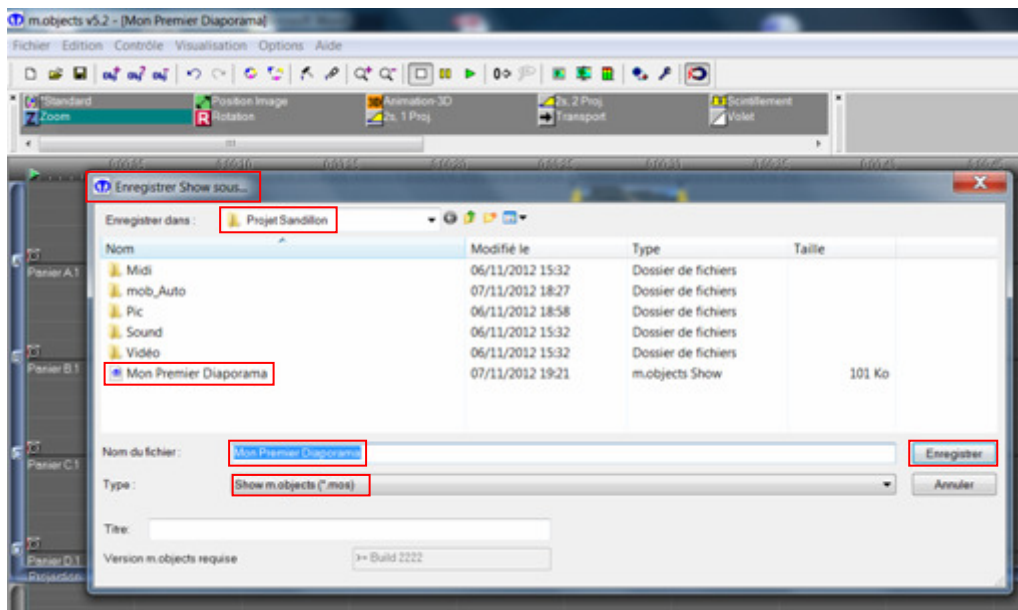 m.objects v5.2 - [Mon Premier Diaporama]
Fichier Edition Contrôle Visualisation Options Aide
*Standard Position Image Animation-3D 2s, 2 Proj. Scintillement
Zoom Rotation 2s, 1 Proj. Transport Volet
Enregistrer Show sous...
Enregistrer dans : Projet Sandillon
Nom Modifié le Type Taille
Midi 06/11/2012 15:32 Dossier de fichiers
mob_Auto 07/11/2012 18:27 Dossier de fichiers
Pic 06/11/2012 18:58 Dossier de fichiers
Sound 06/11/2012 15:32 Dossier de fichiers
Vidéo 06/11/2012 15:32 Dossier de fichiers
Mon Premier Diaporama 07/11/2012 19:21 m.objects Show 101 Ko
Panier A.1
Panier B.1
Panier C.1
Panier D.1
Projection
Nom du fichier : Mon Premier Diaporama Enregistrer
Type : Show m.objects (*.mos) Annuler
Titre:
Version m.objects requise >= Build 2222